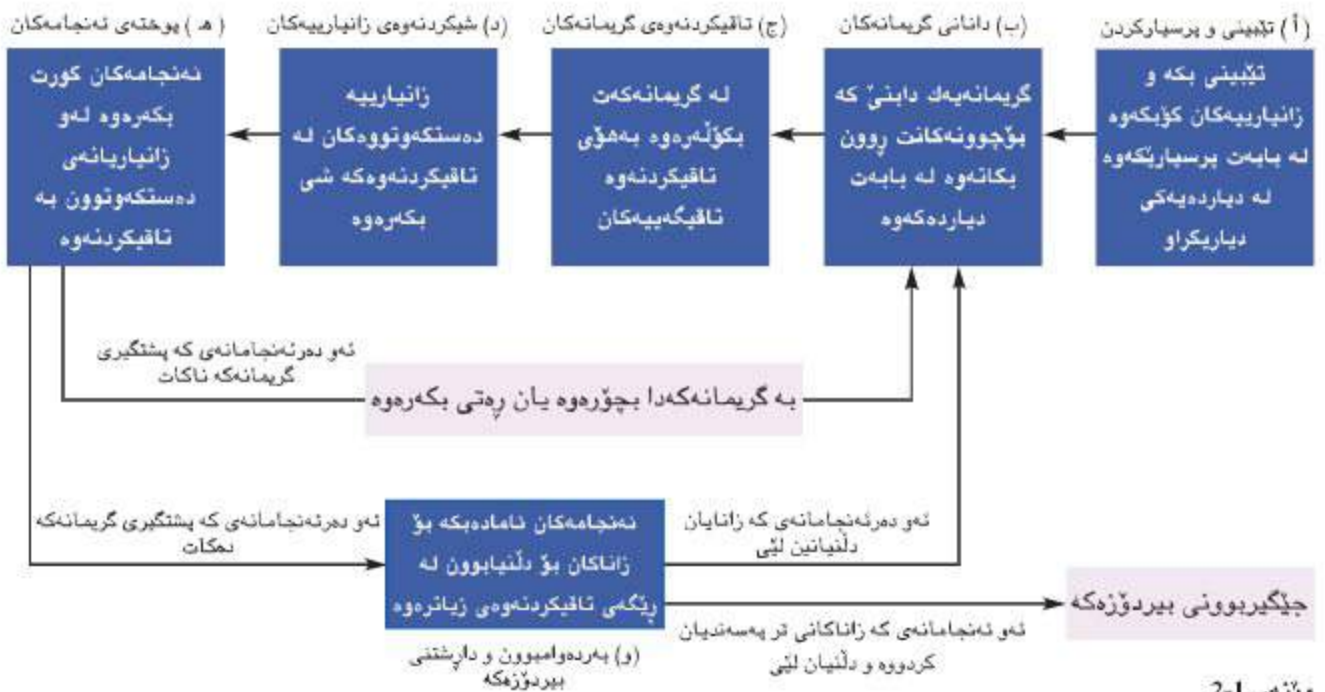 (أ) تێبینی و پرسیارکردن
تێبینی بکە و
زانیارییەکان کۆبکەوە
لە بابەت پرسیارێکەوە
لە دیاردەیەکی
دیاریکراو
(ب) دانانی گریمانەکان
گریمانەیەك دابنێ کە
بۆچوونەکانت ڕوون
بکاتەوە لە بابەت
دیاردەکەوە
(ج) تاقیکردنەوەی گریمانەکان
لە گریمانەکەت
بکۆڵەرەوە بەهۆی
تاقیکردنەوە
تاقیگەییەکان
(د) شیکردنەوەی زانیارییەکان
زانیارییە
دەستکەوتووەکان لە
تاقیکردنەوەکە شی
بکەرەوە
(هـ) پوختەی ئەنجامەکان
ئەنجامەکان کورت
بکەرەوە لەو
زانیاریانەی
دەستکەوتوون بە
تاقیکردنەوە
ئەو دەرئەنجامانەی کە پشتگیری
گریمانەکە ناکات
بە گریمانەکەدا بچۆرەوە یان ڕەتی بکەرەوە
ئەو دەرئەنجامانەی کە پشتگیری گریمانەکە
دەکات
ئەنجامەکان ئامادەبکە بۆ
زاناکان بۆ دڵنیابوون لە
ڕێگەی تاقیکردنەوەی زیاترەوە
(و) بەردەوامبوون و داڕشتنی
بیردۆزەکە
ئەو دەرئەنجامانەی کە زانایان
دڵنیانین لێی
ئەو ئەنجامانەی کە زاناکانی تر پەسەندیان
کردووە و دڵنیان لێی
جێگیربوونی بیردۆزەکە